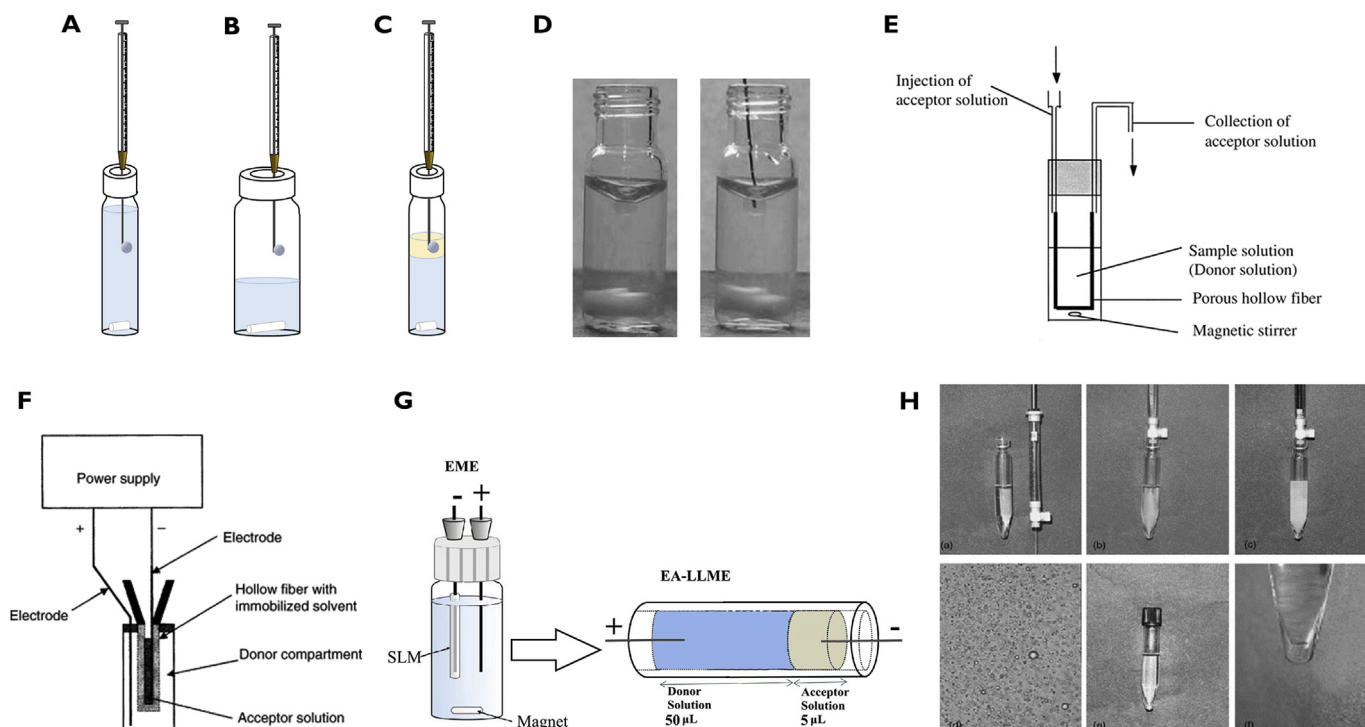 A
B
C
D
E
Injection of
acceptor solution
Collection of
acceptor solution
Sample solution
(Donor solution)
Porous hollow fiber
Magnetic stirrer
F
Power supply
+
−
Electrode
Hollow fiber with
immobilized solvent
Electrode
Donor compartment
Acceptor solution
G
EME
- +
SLM
Magnet
EA-LLME
+
-
Donor
Solution
50 µL
Acceptor
Solution
5 µL
H
(a)
(b)
(c)
(d)
(e)
(f)